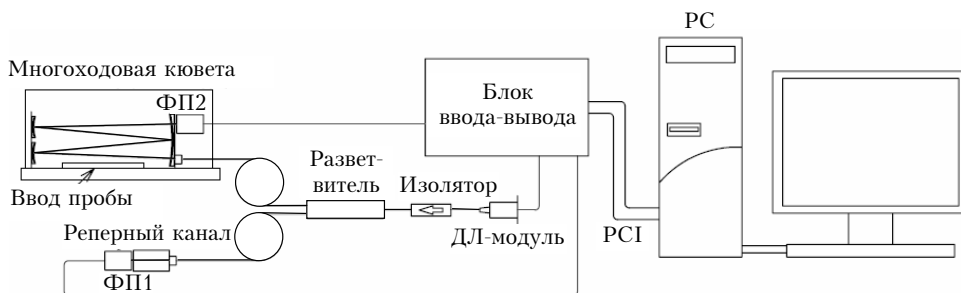 PC
Многоходовая кювета
ФП2
Блок
ввода-вывода
Развет-
витель
Изолятор
Ввод пробы
ДЛ-модуль
PCI
Реперный канал
ФП1